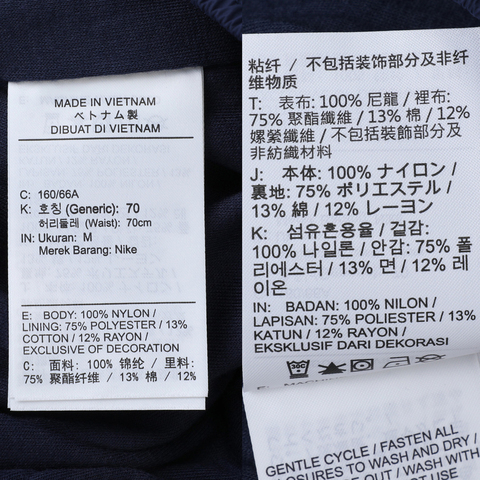 MADE IN VIETNAM
ベトナム製
DIBUAT DI VIETNAM
C: 160/66A
K: 호칭 (Generic): 70
허리둘레 (Waist): 70cm
IN: Ukuran: M
Merek Barang: Nike
E: BODY: 100% NYLON /
LINING: 75% POLYESTER / 13%
COTTON / 12% RAYON /
EXCLUSIVE OF DECORATION
C: 面料: 100% 锦纶 / 里料:
75% 聚酯纤维 / 13% 棉 / 12%
粘纤 / 不包括装饰部分及非纤
维物质
T: 表布: 100% 尼龍 / 裡布:
75% 聚酯纖維 / 13% 棉 / 12%
嫘縈纖維 / 不包括裝飾部分及
非紡織材料
J: 本体: 100% ナイロン /
裏地: 75% ポリエステル /
13% 綿 / 12% レーヨン
K: 섬유혼용율 / 겉감:
100% 나일론 / 안감: 75% 폴
리에스터 / 13% 면 / 12% 레
이온
IN: BADAN: 100% NILON /
LAPISAN: 75% POLIESTER / 13%
KATUN / 12% RAYON /
EKSKLUSIF DARI DEKORASI
GENTLE CYCLE / FASTEN ALL
CLOSURES TO WASH AND DRY /